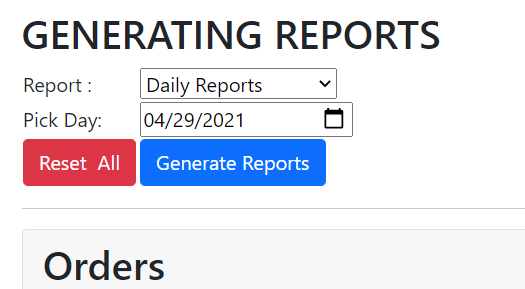 GENERATING REPORTS
Report : Daily Reports
Pick Day: 04/29/2021
Reset All Generate Reports
Orders